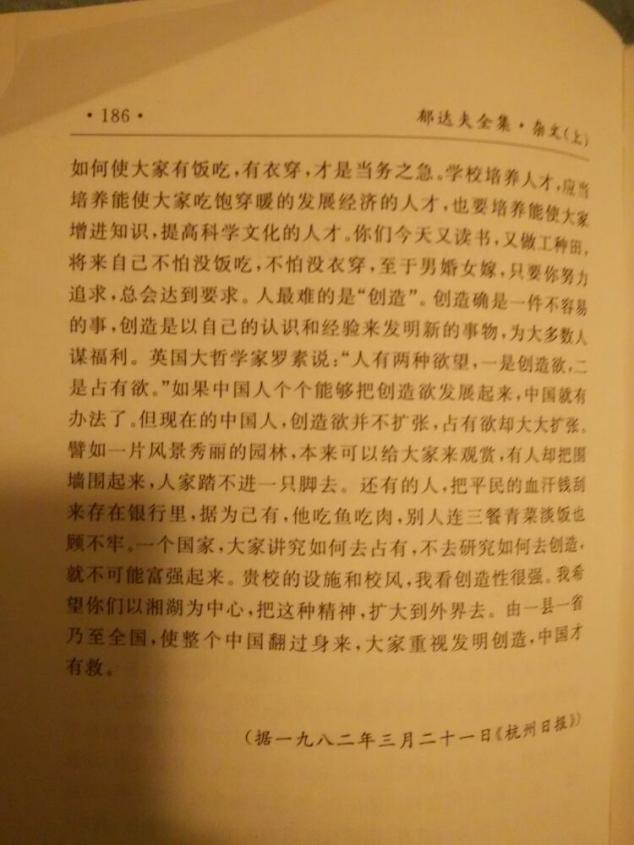 ·186·
郁达夫全集·杂文(上)
如何使大家有饭吃,有衣穿,才是当务之急。学校培养人才,应当
培养能使大家吃饱穿暖的发展经济的人才,也要培养能使大家
增进知识,提高科学文化的人才。你们今天又读书,又做工种田,
将来自己不怕没饭吃,不怕没衣穿,至于男婚女嫁,只要你努力
追求,总会达到要求。人最难的是“创造”。创造确是一件不容易
的事,创造是以自己的认识和经验来发明新的事物,为大多数人
谋福利。英国大哲学家罗素说:“人有两种欲望,一是创造欲,二
是占有欲。”如果中国人个个能够把创造欲发展起来,中国就有
办法了。但现在的中国人,创造欲并不扩张,占有欲却大大扩张。
譬如一片风景秀丽的园林,本来可以给大家来观赏,有人却把围
墙围起来,人家踏不进一只脚去。还有的人,把平民的血汗钱刮
来存在银行里,据为己有,他吃鱼吃肉,别人连三餐青菜淡饭也
顾不牢。一个国家,大家讲究如何去占有,不去研究如何去创造,
就不可能富强起来。贵校的设施和校风,我看创造性很强。我希
望你们以湘湖为中心,把这种精神,扩大到外界去。由一县一省
乃至全国,使整个中国翻过身来,大家重视发明创造,中国才
有救。
(据一九八二年三月二十一日《杭州日报》)